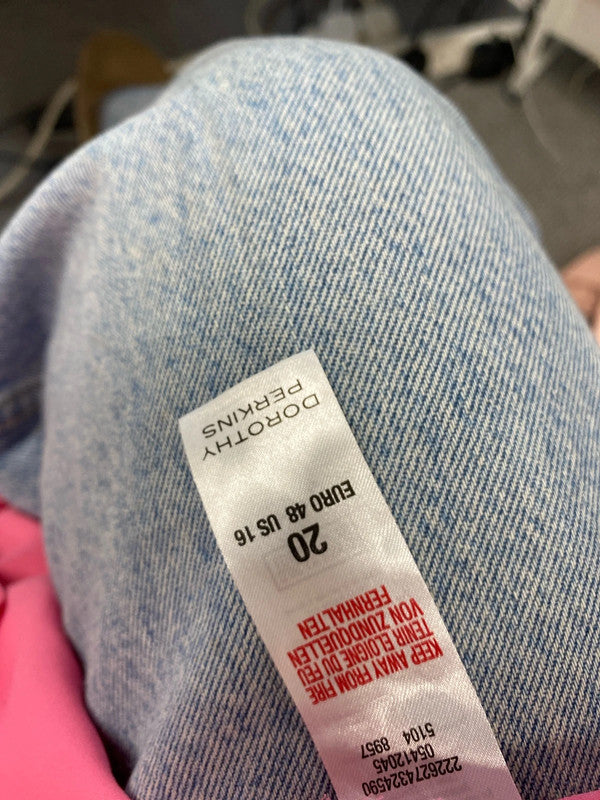 2226274324590
05412045
5104 8957
KEEP AWAY FROM FIRE
TENIR ELOIGNE DU FEU
VON ZUNDQUELLEN
FERNHALTEN
20
EURO 48 US 16
DOROTHY
PERKINS